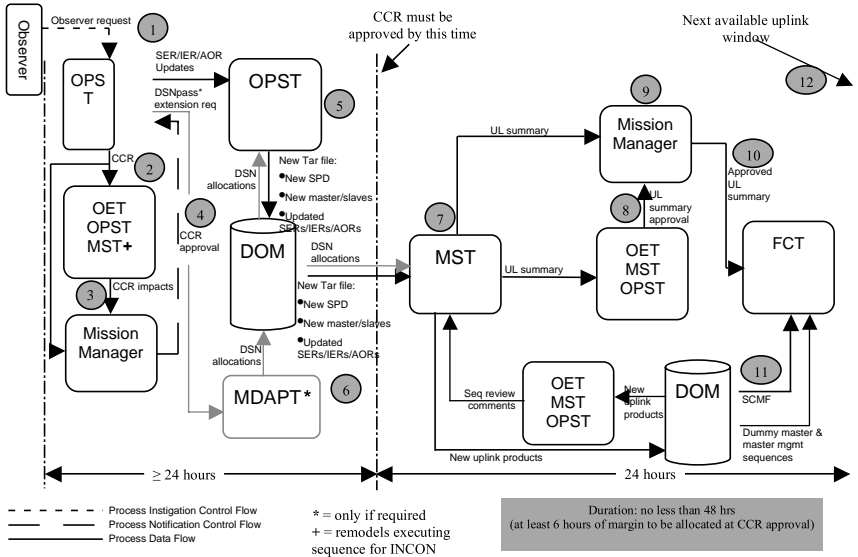 Observer
Observer request
1
CCR must be
approved by this time
Next available uplink
window
12
OPS
T
SER/IER/AOR
Updates
DSNpass*
extension req
OPST
5
9
Mission
Manager
UL summary
10
Approved
UL
summary
CCR
2
OET
OPST
MST+
4
CCR
approval
DSN
allocations
New Tar file:
•New SPD
•New master/slaves
•Updated
SERs/IERs/AORs
DOM
DSN
allocations
7
MST
UL summary
8
UL
summary
approval
OET
MST
OPST
FCT
3
CCR impacts
Mission
Manager
New Tar file:
•New SPD
•New master/slaves
•Updated
SERs/IERs/AORs
DSN
allocations
MDAPT*
6
Seq review
comments
OET
MST
OPST
New
uplink
products
DOM
11
SCMF
Dummy master &
master mgmt
sequences
New uplink products
≥ 24 hours
24 hours
Process Instigation Control Flow
Process Notification Control Flow
Process Data Flow
* = only if required
+ = remodels executing
sequence for INCON
Duration: no less than 48 hrs
(at least 6 hours of margin to be allocated at CCR approval)